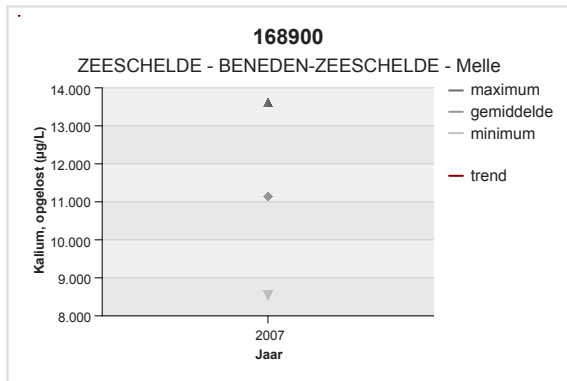 168900
ZEESCHELDE - BENEDEN-ZEESCHELDE - Melle
Kalium, opgelost (µg/L)
14.000
13.000
12.000
11.000
10.000
9.000
8.000
2007
Jaar
maximum
gemiddelde
minimum
trend